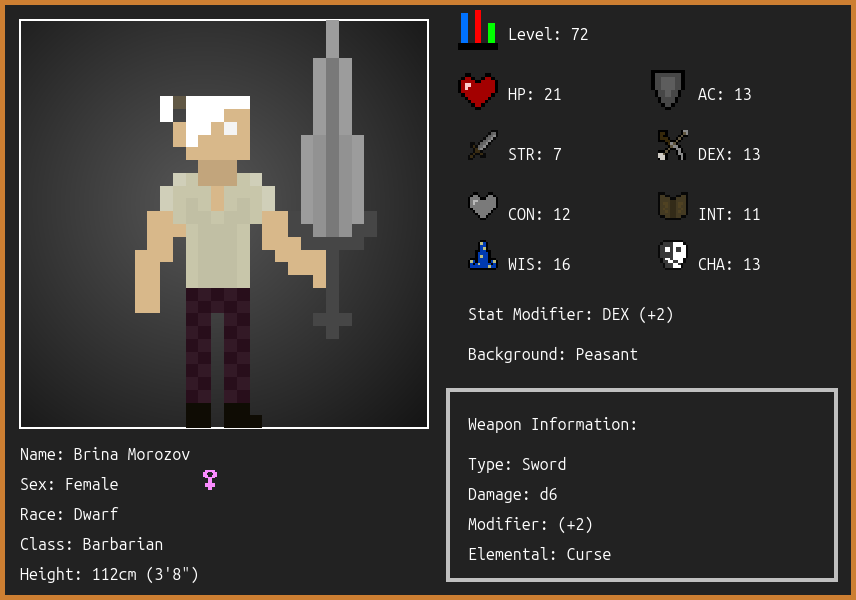 Level: 72
HP: 21
AC: 13
STR: 7
DEX: 13
CON: 12
INT: 11
WIS: 16
CHA: 13
Stat Modifier: DEX (+2)
Background: Peasant
Weapon Information:
Type: Sword
Damage: d6
Modifier: (+2)
Elemental: Curse
Name: Brina Morozov
Sex: Female
Race: Dwarf
Class: Barbarian
Height: 112cm (3'8")